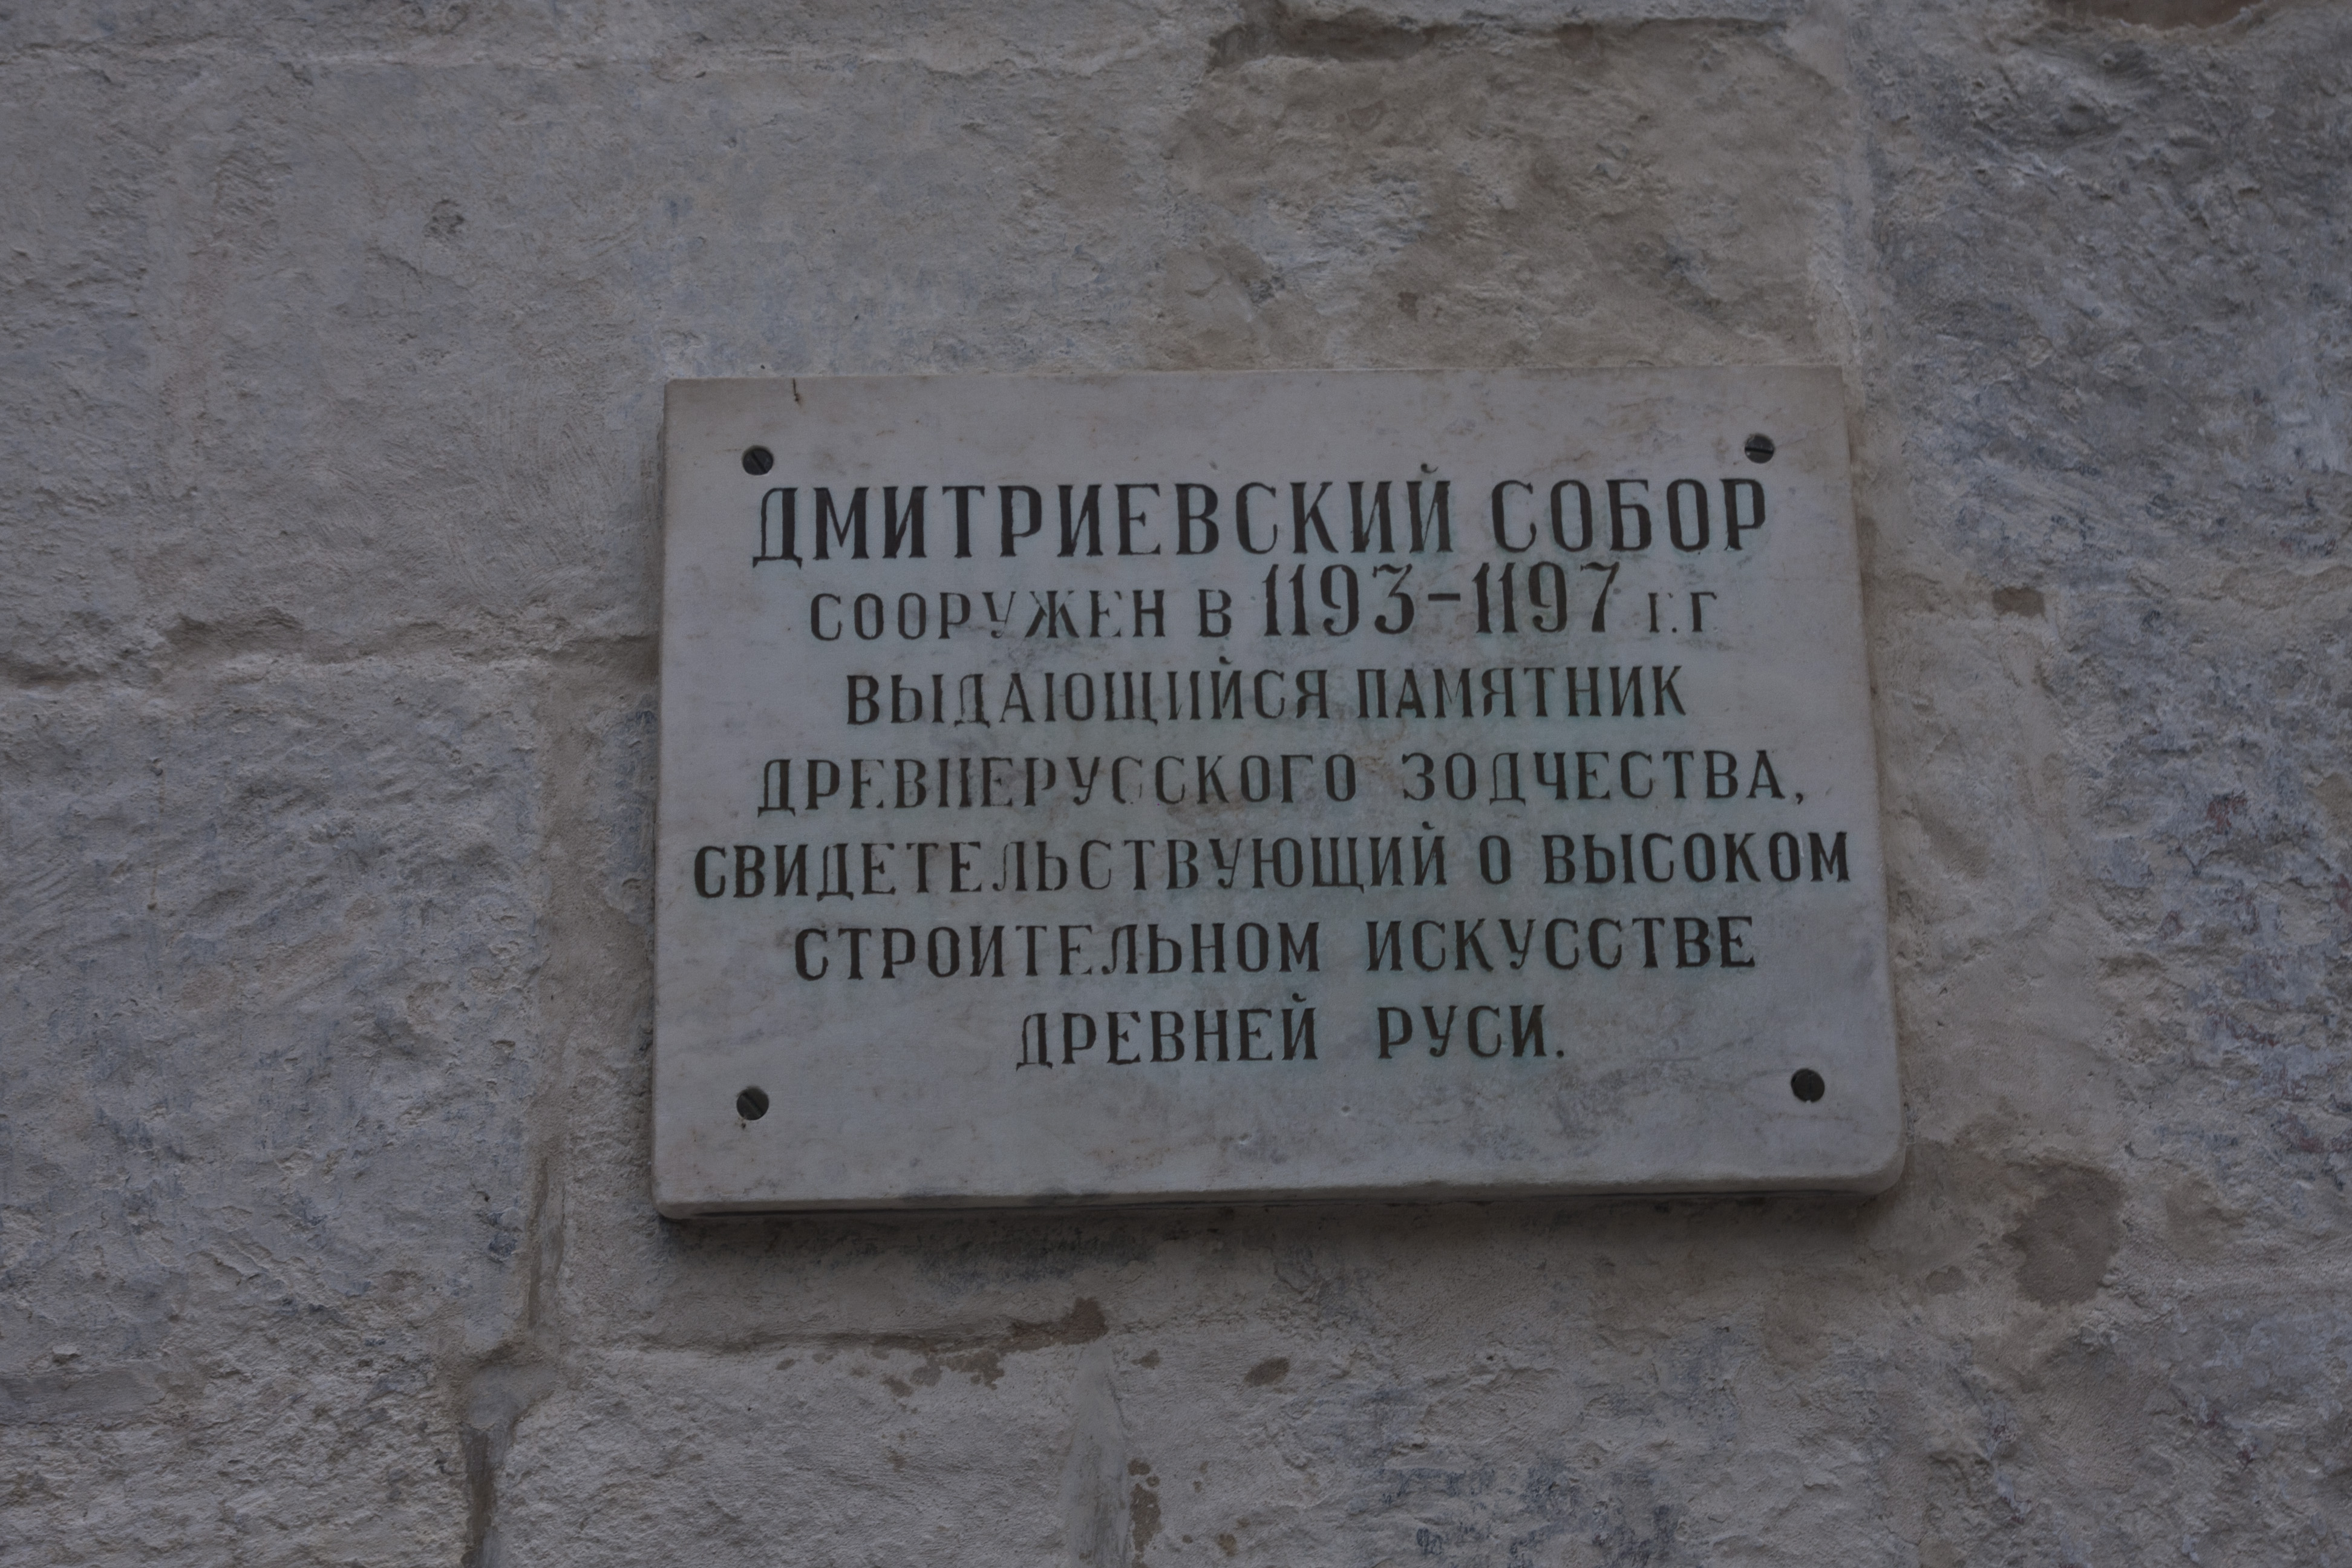 ДМИТРИЕВСКИЙ СОБОР
СООРУЖЕН В 1193-1197 г.г
ВЫДАЮЩИЙСЯ ПАМЯТНИК
ДРЕВНЕРУССКОГО ЗОДЧЕСТВА,
СВИДЕТЕЛЬСТВУЮЩИЙ О ВЫСОКОМ
СТРОИТЕЛЬНОМ ИСКУССТВЕ
ДРЕВНЕЙ РУСИ.